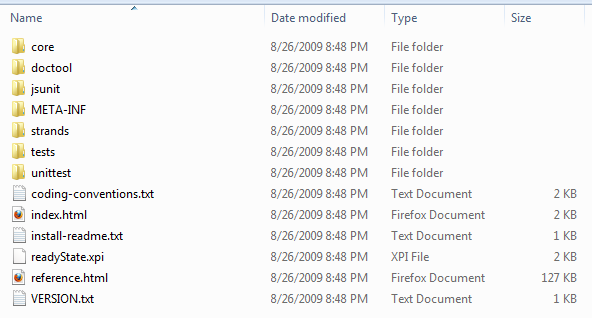 Name Date modified Type Size
core 8/26/2009 8:48 PM File folder
doctool 8/26/2009 8:48 PM File folder
jsunit 8/26/2009 8:48 PM File folder
META-INF 8/26/2009 8:48 PM File folder
strands 8/26/2009 8:48 PM File folder
tests 8/26/2009 8:48 PM File folder
unittest 8/26/2009 8:48 PM File folder
coding-conventions.txt 8/26/2009 8:48 PM Text Document 2 KB
index.html 8/26/2009 8:48 PM Firefox Document 2 KB
install-readme.txt 8/26/2009 8:48 PM Text Document 1 KB
readyState.xpi 8/26/2009 8:48 PM XPI File 2 KB
reference.html 8/26/2009 8:48 PM Firefox Document 127 KB
VERSION.txt 8/26/2009 8:48 PM Text Document 1 KB